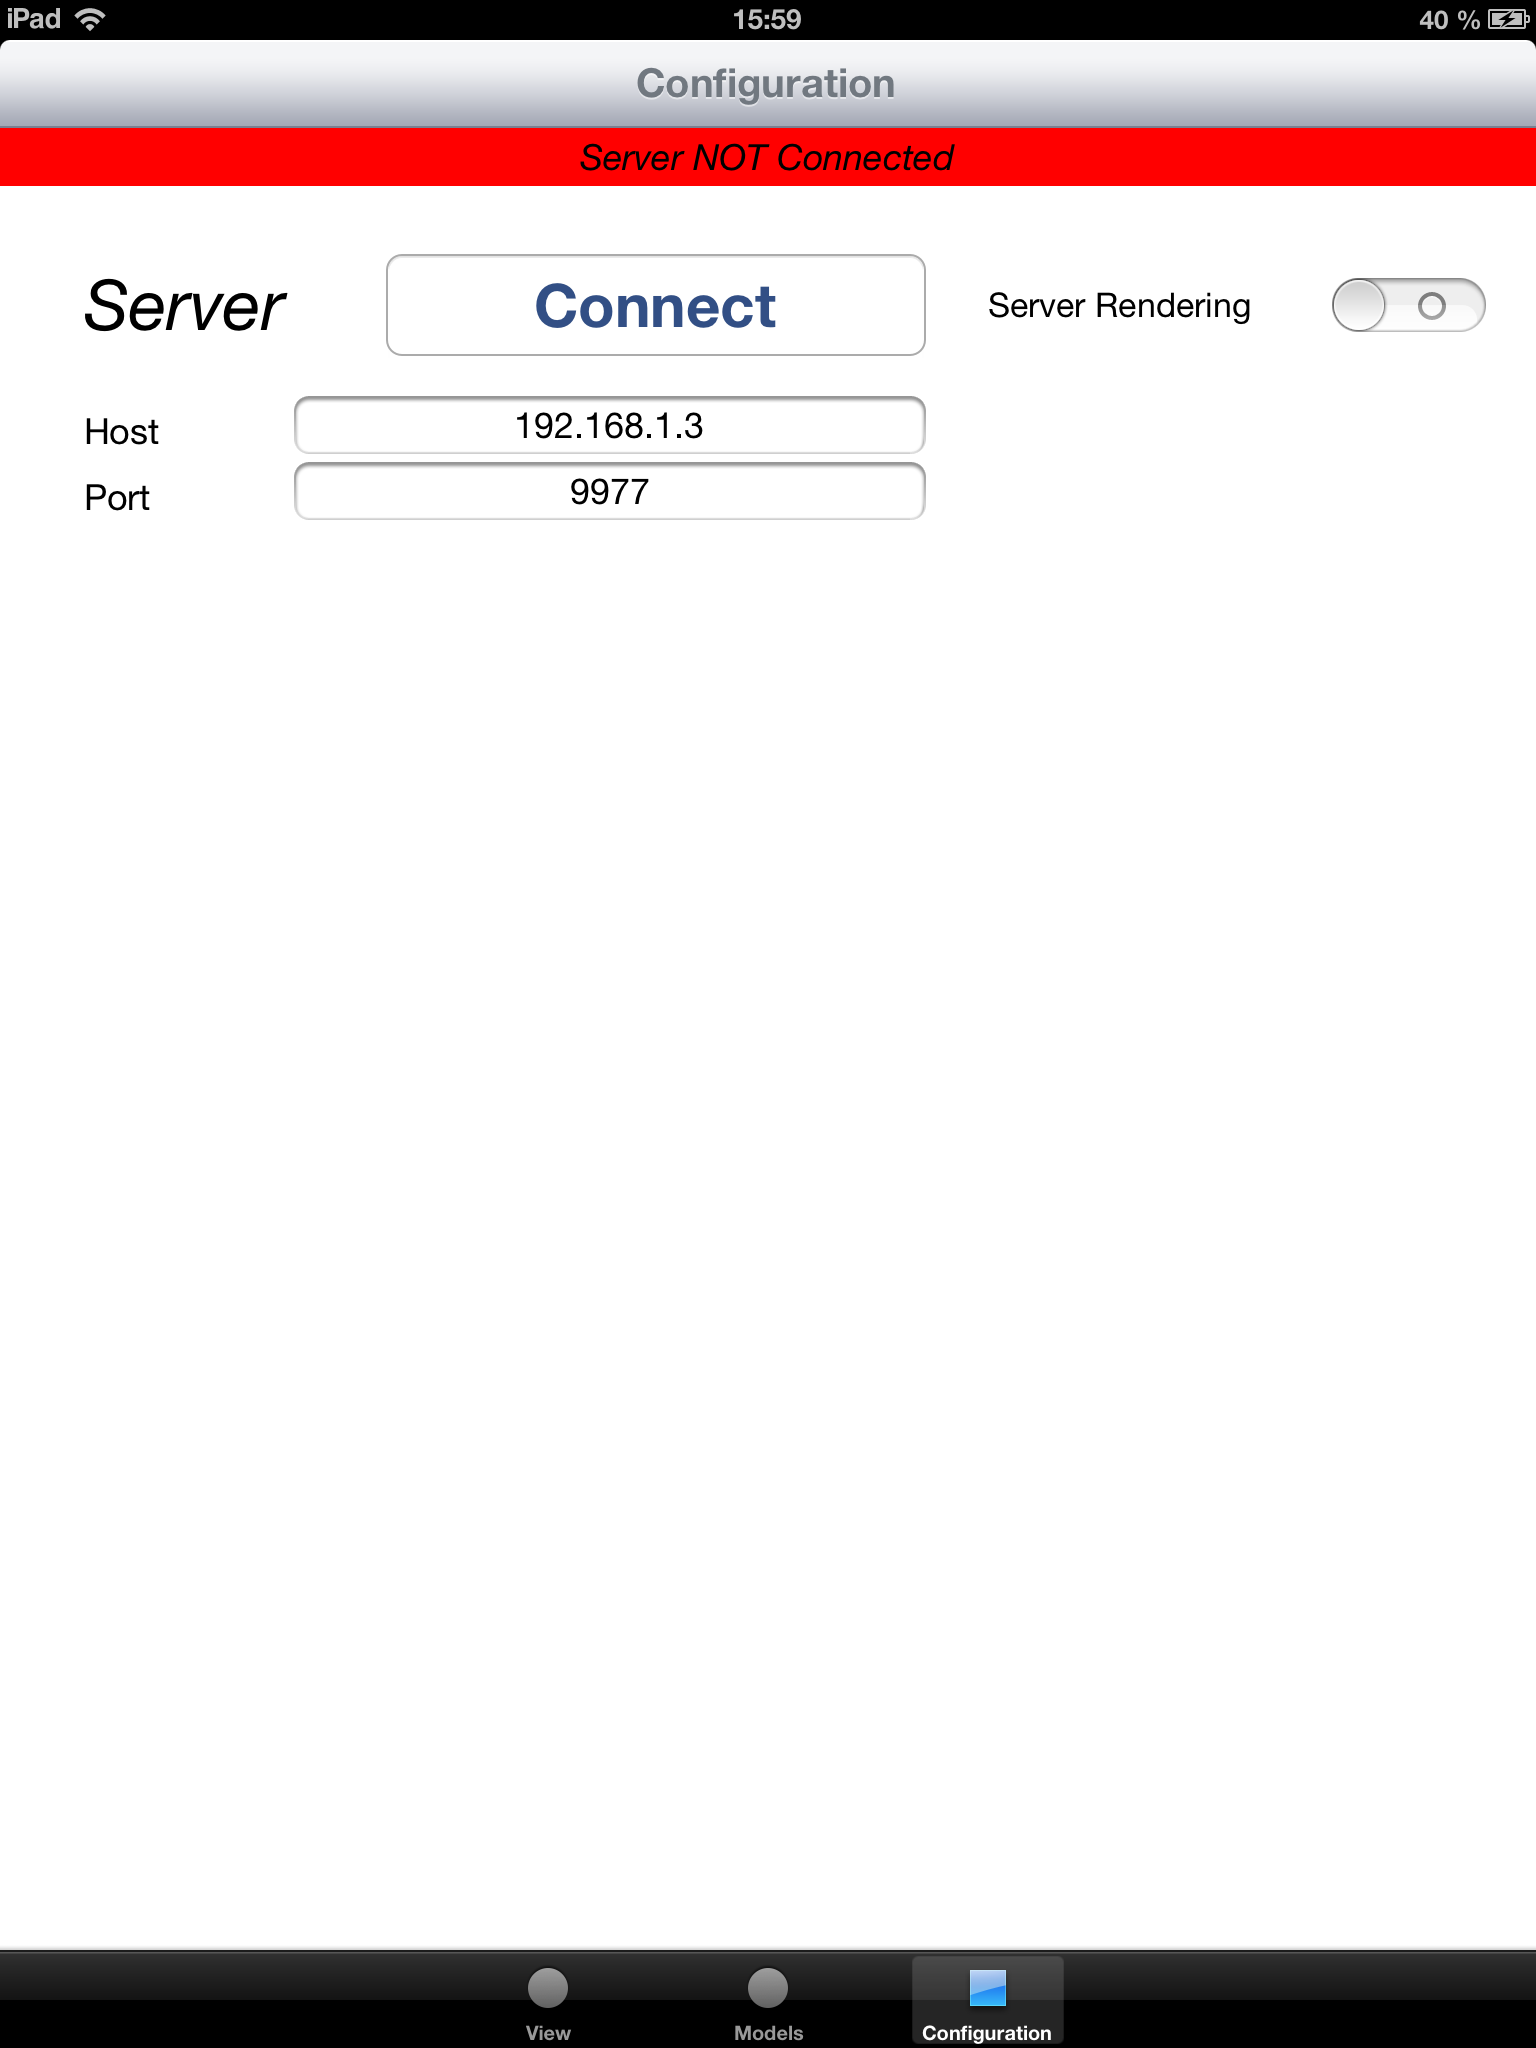 iPad 15:59 40 %
Configuration
Server NOT Connected
Server Connect Server Rendering
Host 192.168.1.3
Port 9977
View Models Configuration